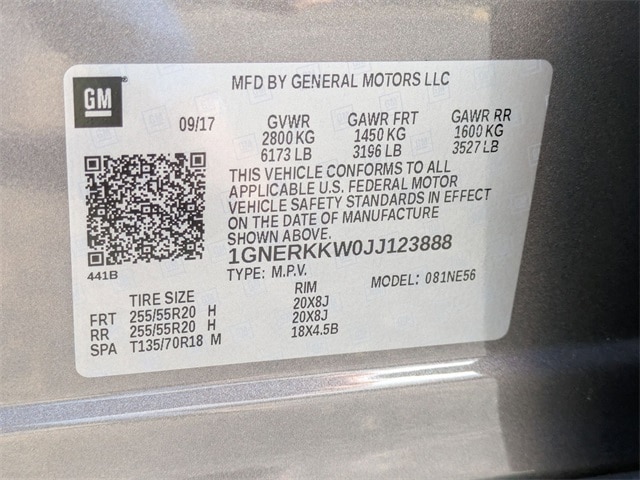 GM
MFD BY GENERAL MOTORS LLC
09/17 GVWR GAWR FRT GAWR RR
2800 KG 1450 KG 1600 KG
6173 LB 3196 LB 3527 LB
THIS VEHICLE CONFORMS TO ALL
APPLICABLE U.S. FEDERAL MOTOR
VEHICLE SAFETY STANDARDS IN EFFECT
ON THE DATE OF MANUFACTURE
SHOWN ABOVE.
1GNERKKW0JJ123888
441B
TYPE: M.P.V. MODEL: 081NE56
TIRE SIZE RIM
FRT 255/55R20 H 20X8J
RR 255/55R20 H 20X8J
SPA T135/70R18 M 18X4.5B